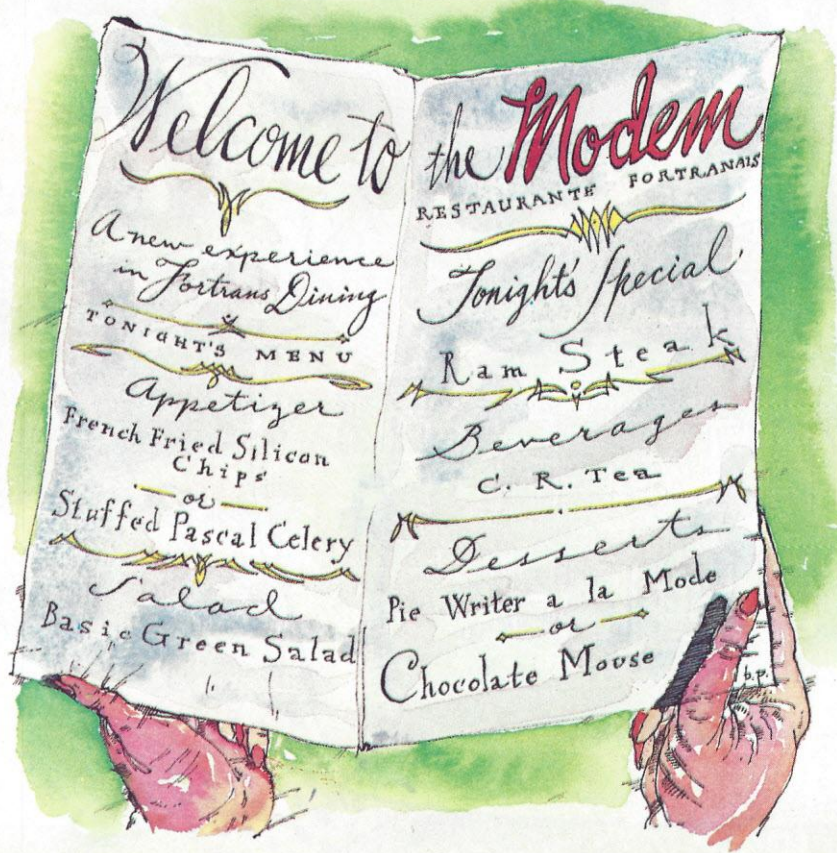 Welcome to
A new experience
in Fortrans Dining
TONIGHT'S MENU
Appetizer
French Fried Silicon
Chips
or
Stuffed Pascal Celery
Salad
Basic Green Salad
the Modem
RESTAURANTE FORTRANAIS
Tonight's Special
Ram Steak
Beverages
C. R. Tea
Desserts
Pie Writer a la Mode
or
Chocolate Mouse
b.p.